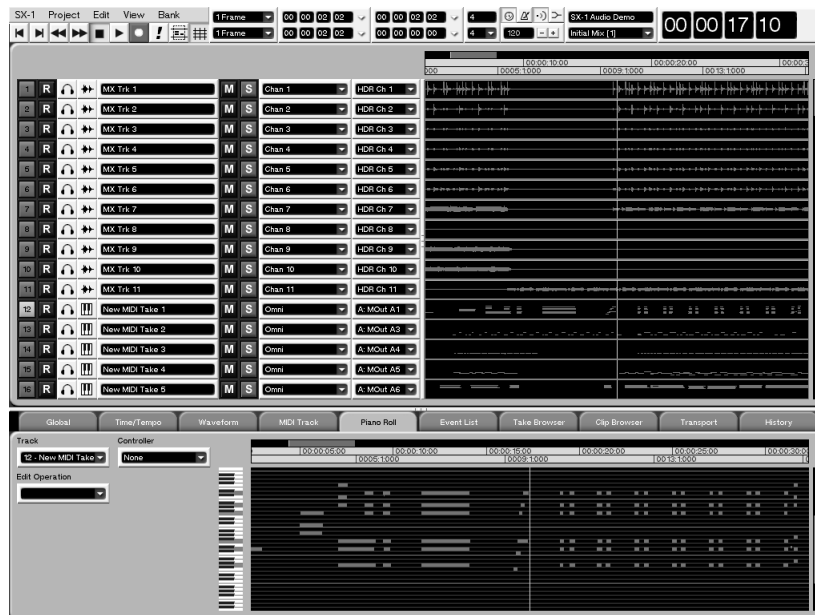 SX-1 Project Edit View Bank
1 Frame 00 00 02 02 00 00 02 02 4 SX-1 Audio Demo
1 Frame 00 00 02 02 00 00 00 00 4 120 - + Initial Mix [1]
00 00 17 10
00:00:10:00 00:00:20:00
0005:1000 0009:1000 0013:1000
1 R MX Trk 1 M S Chan 1 HDR Ch 1
2 R MX Trk 2 M S Chan 2 HDR Ch 2
3 R MX Trk 3 M S Chan 3 HDR Ch 3
4 R MX Trk 4 M S Chan 4 HDR Ch 4
5 R MX Trk 5 M S Chan 5 HDR Ch 5
6 R MX Trk 6 M S Chan 6 HDR Ch 6
7 R MX Trk 7 M S Chan 7 HDR Ch 7
8 R MX Trk 8 M S Chan 8 HDR Ch 8
9 R MX Trk 9 M S Chan 9 HDR Ch 9
10 R MX Trk 10 M S Chan 10 HDR Ch 10
11 R MX Trk 11 M S Chan 11 HDR Ch 11
12 R New MIDI Take 1 M S Omni A: MOut A1
13 R New MIDI Take 2 M S Omni A: MOut A3
14 R New MIDI Take 3 M S Omni A: MOut A4
15 R New MIDI Take 4 M S Omni A: MOut A5
16 R New MIDI Take 5 M S Omni A: MOut A6
Global Time/Tempo Waveform MIDI Track Piano Roll Event List Take Browser Clip Browser Transport History
Track Controller
12 - New MIDI Take None
Edit Operation
00:00:05:00 00:00:10:00 00:00:15:00 00:00:20:00 00:00:25:00
0005:1000 0009:1000 0013:1000